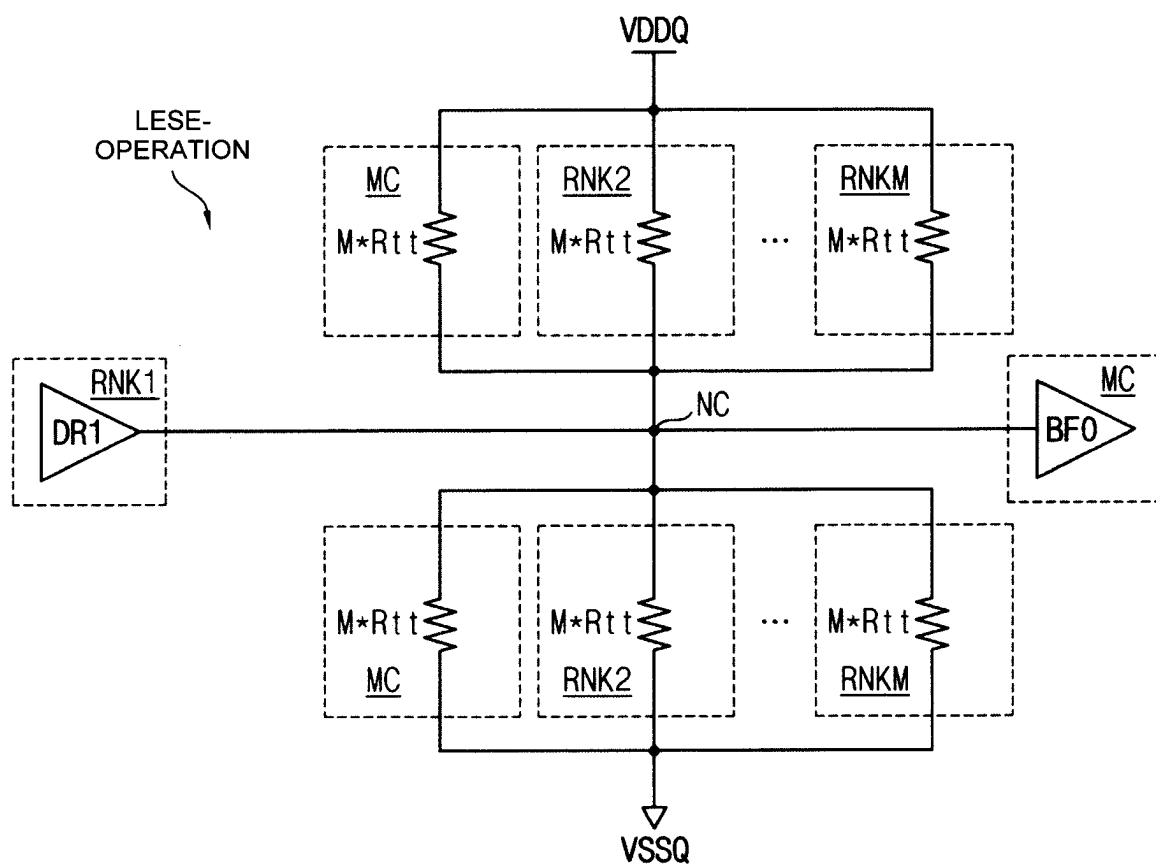 VDDQ
LESE-
OPERATION
MC
RNK2
RNKM
M*Rtt
M*Rtt
...
M*Rtt
RNK1
DR1
NC
MC
BF0
M*Rtt
M*Rtt
...
M*Rtt
MC
RNK2
RNKM
VSSQ